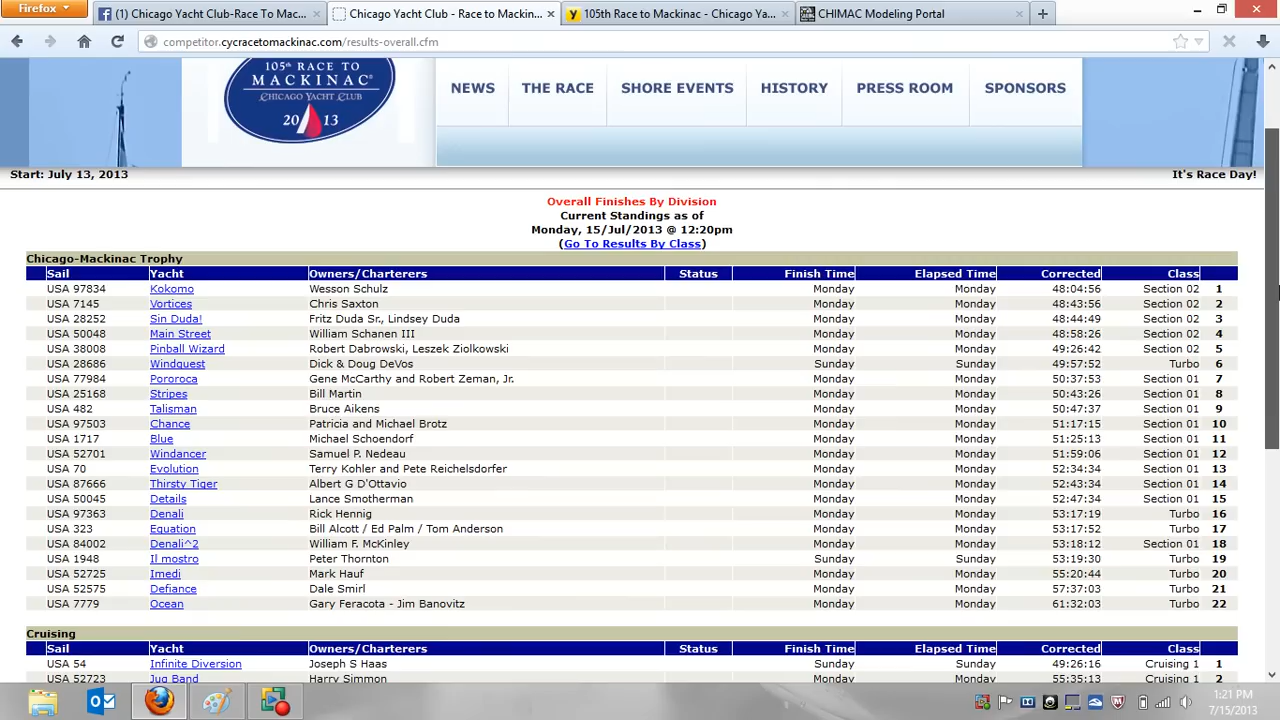 Firefox
(1) Chicago Yacht Club-Race To Mac...
Chicago Yacht Club - Race to Mackin...
105th Race to Mackinac - Chicago Ya...
CHIMAC Modeling Portal
competitor.cycracetomackinac.com/results-overall.cfm
105th RACE TO
MACKINAC®
CHICAGO YACHT CLUB
2013
NEWS THE RACE SHORE EVENTS HISTORY PRESS ROOM SPONSORS
Start: July 13, 2013 It's Race Day!
Overall Finishes By Division
Current Standings as of
Monday, 15/Jul/2013 @ 12:20pm
(Go To Results By Class)
Chicago-Mackinac Trophy
Sail Yacht Owners/Charterers Status Finish Time Elapsed Time Corrected Class
USA 97834 Kokomo Wesson Schulz Monday Monday 48:04:56 Section 02 1
USA 7145 Vortices Chris Saxton Monday Monday 48:43:56 Section 02 2
USA 28252 Sin Duda! Fritz Duda Sr., Lindsey Duda Monday Monday 48:44:49 Section 02 3
USA 50048 Main Street William Schanen III Monday Monday 48:58:26 Section 02 4
USA 38008 Pinball Wizard Robert Dabrowski, Leszek Ziolkowski Monday Monday 49:26:42 Section 02 5
USA 28686 Windquest Dick & Doug DeVos Sunday Sunday 49:57:52 Turbo 6
USA 77984 Pororoca Gene McCarthy and Robert Zeman, Jr. Monday Monday 50:37:53 Section 01 7
USA 25168 Stripes Bill Martin Monday Monday 50:43:26 Section 01 8
USA 482 Talisman Bruce Aikens Monday Monday 50:47:37 Section 01 9
USA 97503 Chance Patricia and Michael Brotz Monday Monday 51:17:15 Section 01 10
USA 1717 Blue Michael Schoendorf Monday Monday 51:25:13 Section 01 11
USA 52701 Windancer Samuel P. Nedeau Monday Monday 51:59:06 Section 01 12
USA 70 Evolution Terry Kohler and Pete Reichelsdorfer Monday Monday 52:34:34 Section 01 13
USA 87666 Thirsty Tiger Albert G D'Ottavio Monday Monday 52:43:34 Section 01 14
USA 50045 Details Lance Smotherman Monday Monday 52:47:34 Section 01 15
USA 97363 Denali Rick Hennig Monday Monday 53:17:19 Turbo 16
USA 323 Equation Bill Alcott / Ed Palm / Tom Anderson Monday Monday 53:17:52 Turbo 17
USA 84002 Denali^2 William F. McKinley Monday Monday 53:18:12 Section 01 18
USA 1948 Il mostro Peter Thornton Sunday Sunday 53:19:30 Turbo 19
USA 52725 Imedi Mark Hauf Monday Monday 55:20:44 Turbo 20
USA 52575 Defiance Dale Smirl Monday Monday 57:37:03 Turbo 21
USA 7779 Ocean Gary Feracota - Jim Banovitz Monday Monday 61:32:03 Turbo 22
Cruising
Sail Yacht Owners/Charterers Status Finish Time Elapsed Time Corrected Class
USA 54 Infinite Diversion Joseph S Haas Sunday Sunday 49:26:16 Cruising 1 1
USA 52723 Jug Band Harry Simmon Monday Monday 55:35:13 Cruising 1 2
1:21 PM
7/15/2013